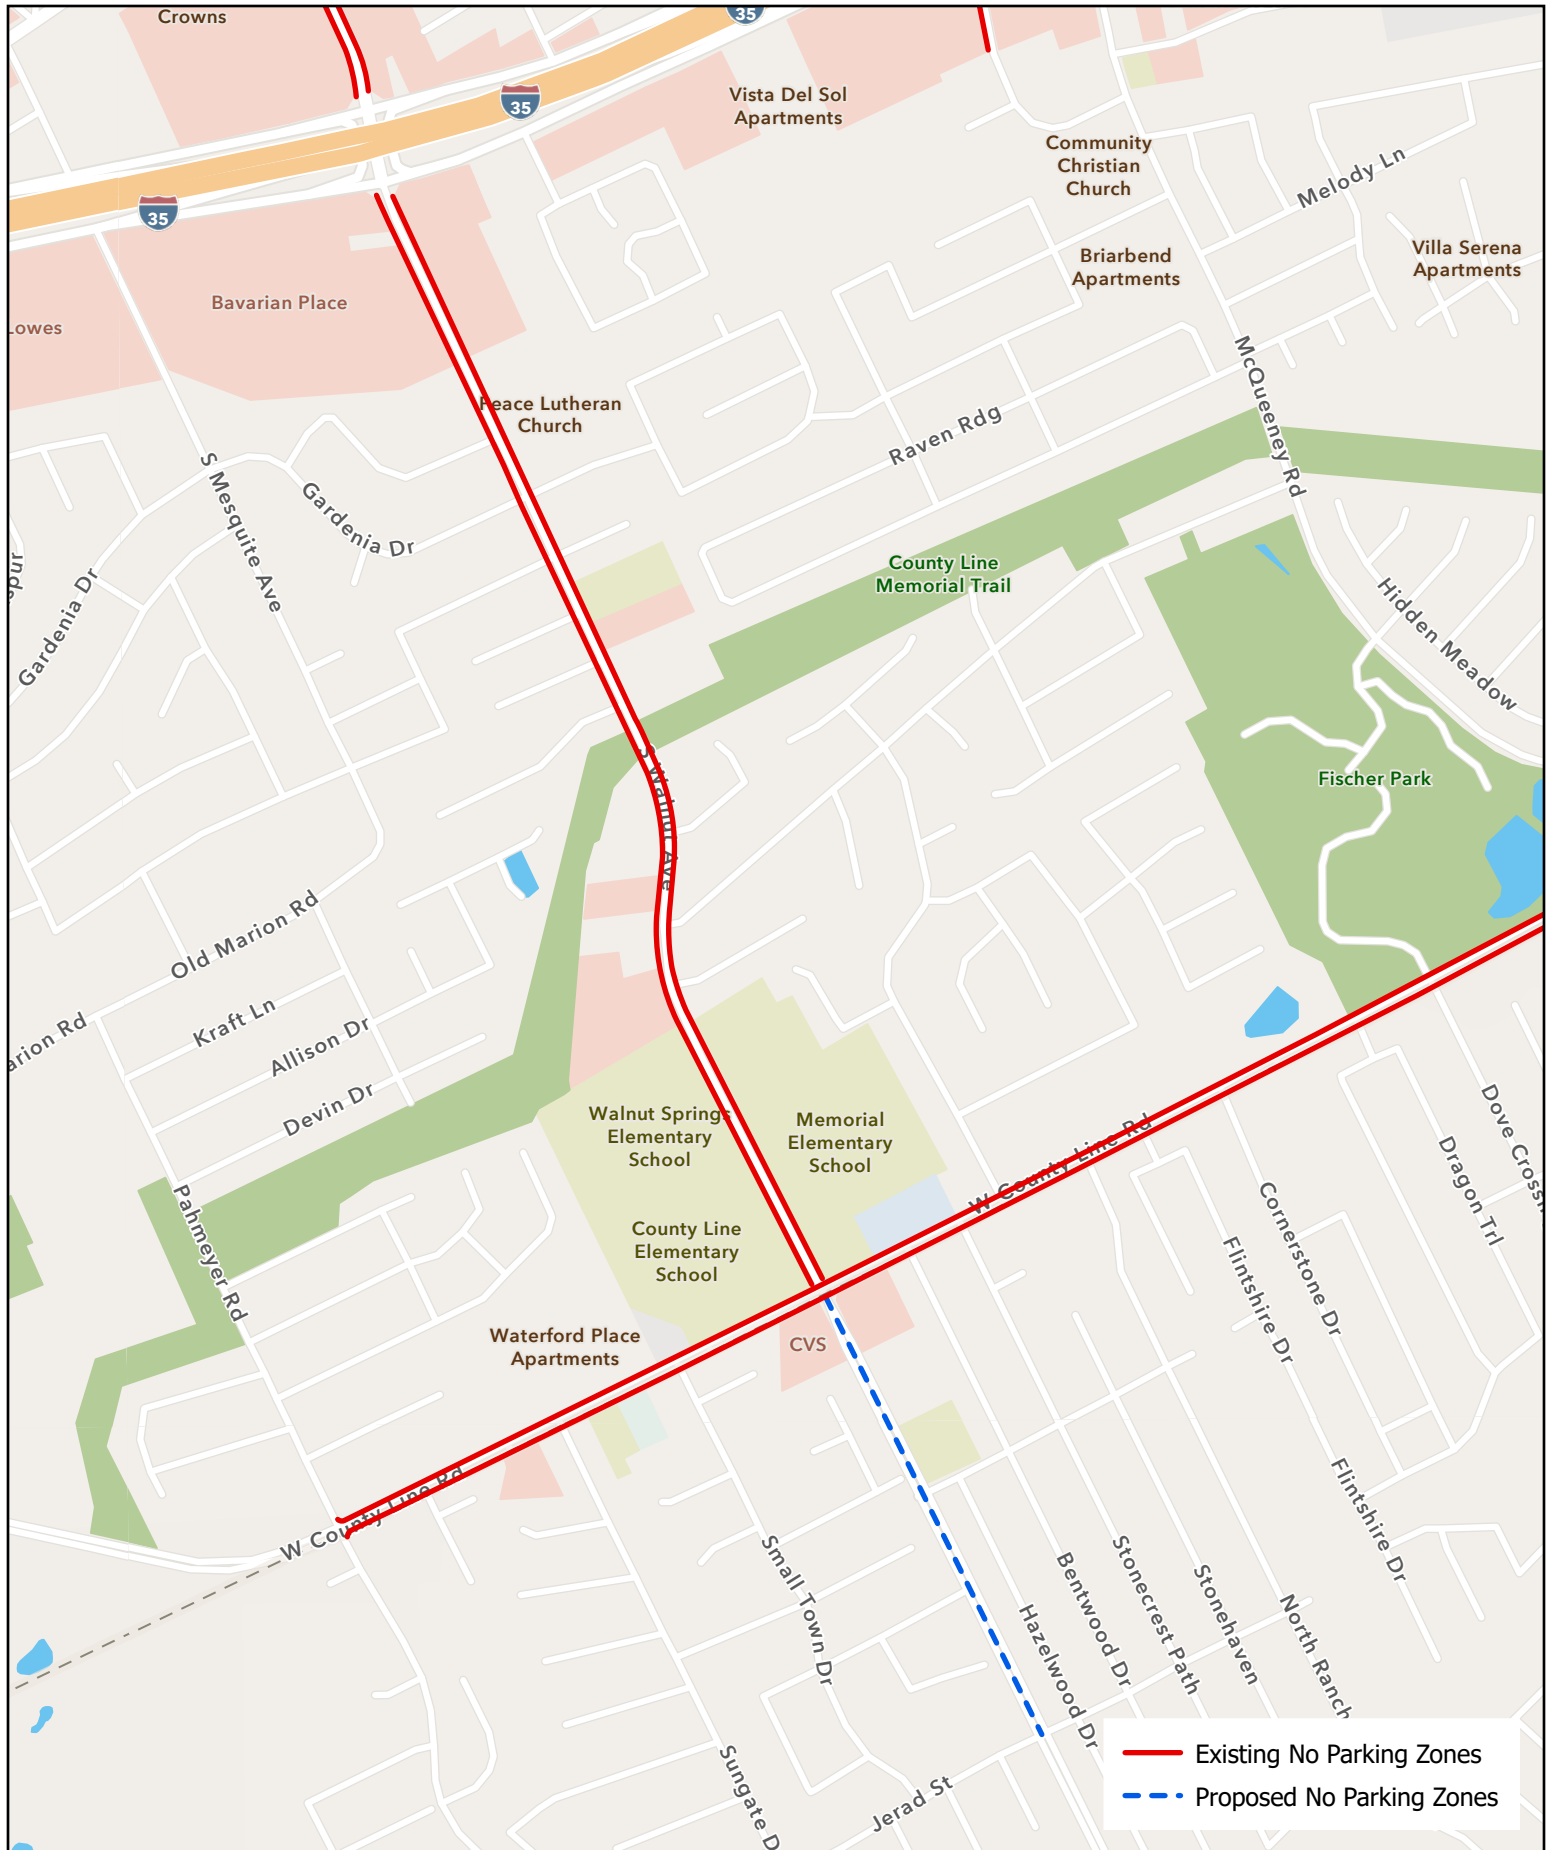 Crowns
35
35
35
Vista Del Sol
Apartments
Community
Christian
Church
Melody Ln
Briarbend
Apartments
Villa Serena
Apartments
Bavarian Place
Lowes
Peace Lutheran
Church
McQueeney Rd
Raven Rdg
S Mesquite Ave
Gardenia Dr
Gardenia Dr
spur
County Line
Memorial Trail
Hidden Meadow
Fischer Park
S Walnut Ave
Old Marion Rd
arion Rd
Kraft Ln
Allison Dr
Devin Dr
Walnut Springs
Elementary
School
Memorial
Elementary
School
W County Line Rd
Dove Crossi
Dragon Trl
Cornerstone Dr
Flintshire Dr
Pahmeyer Rd
County Line
Elementary
School
Waterford Place
Apartments
CVS
W County Line Rd
Flintshire Dr
Small Town Dr
Hazelwood Dr
Bentwood Dr
Stonecrest Path
Stonehaven
North Ranch
Sungate D
Jerad St
Existing No Parking Zones
Proposed No Parking Zones